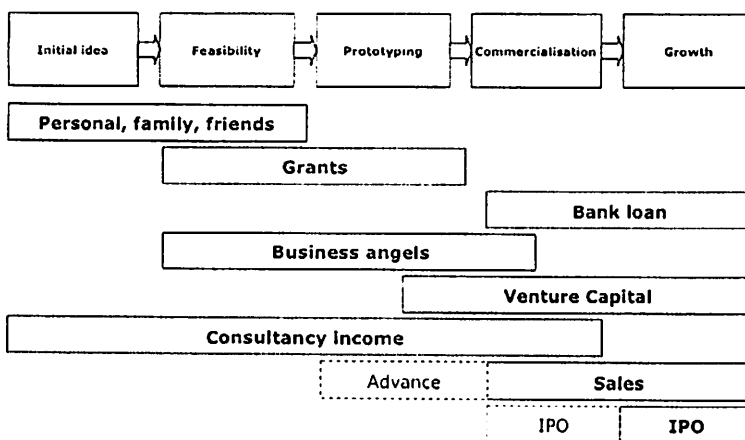 Initial idea
Feasibility
Prototyping
Commercialisation
Growth
Personal, family, friends
Grants
Bank loan
Business angels
Venture Capital
Consultancy income
Advance
Sales
IPO
IPO